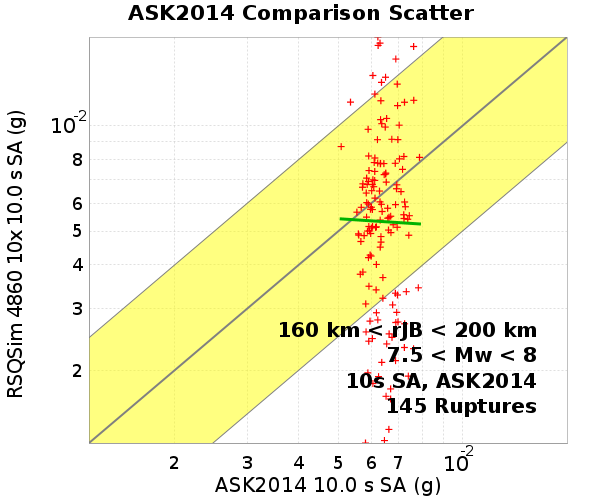 ASK2014 Comparison Scatter
RSQSim 4860 10x 10.0 s SA (g)
10-2
8
6
5
4
3
2
160 km < rJB < 200 km
7.5 < Mw < 8
10s SA, ASK2014
145 Ruptures
2 3 4 5 6 7 10-2
ASK2014 10.0 s SA (g)